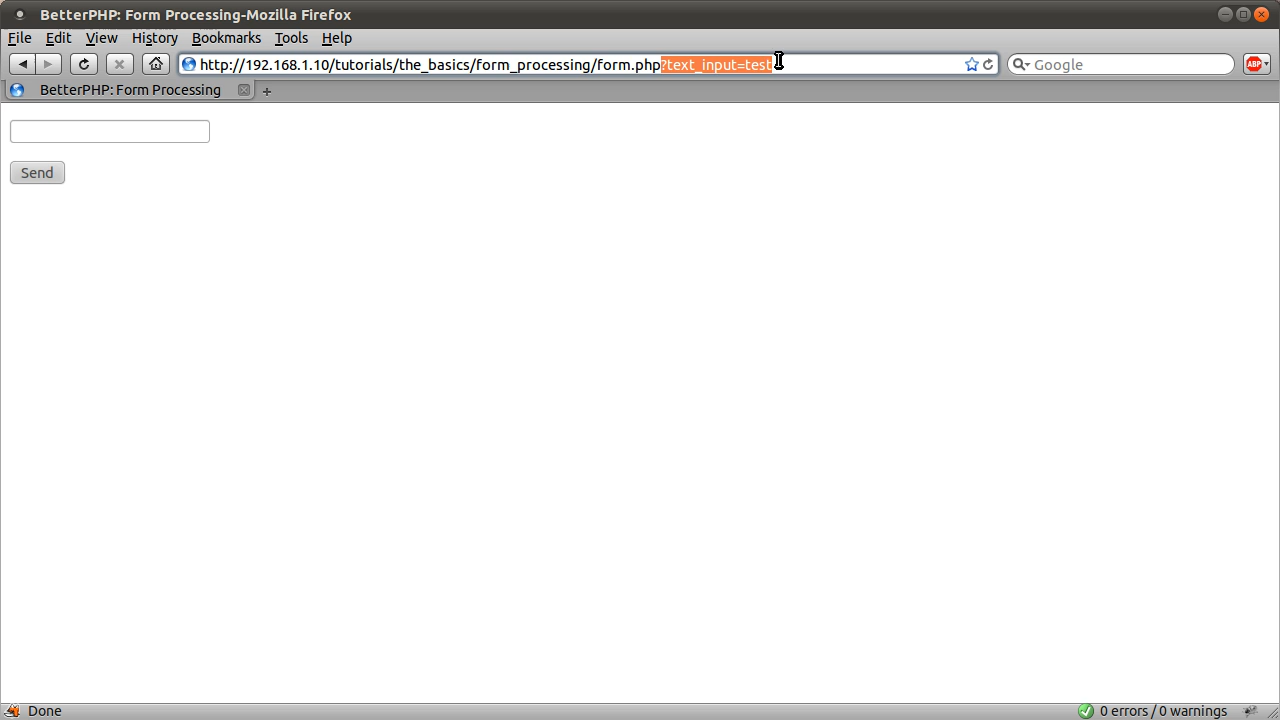 BetterPHP: Form Processing-Mozilla Firefox
File Edit View History Bookmarks Tools Help
http://192.168.1.10/tutorials/the_basics/form_processing/form.php?text_input=test Google ABP
BetterPHP: Form Processing +
Send
Done 0 errors / 0 warnings